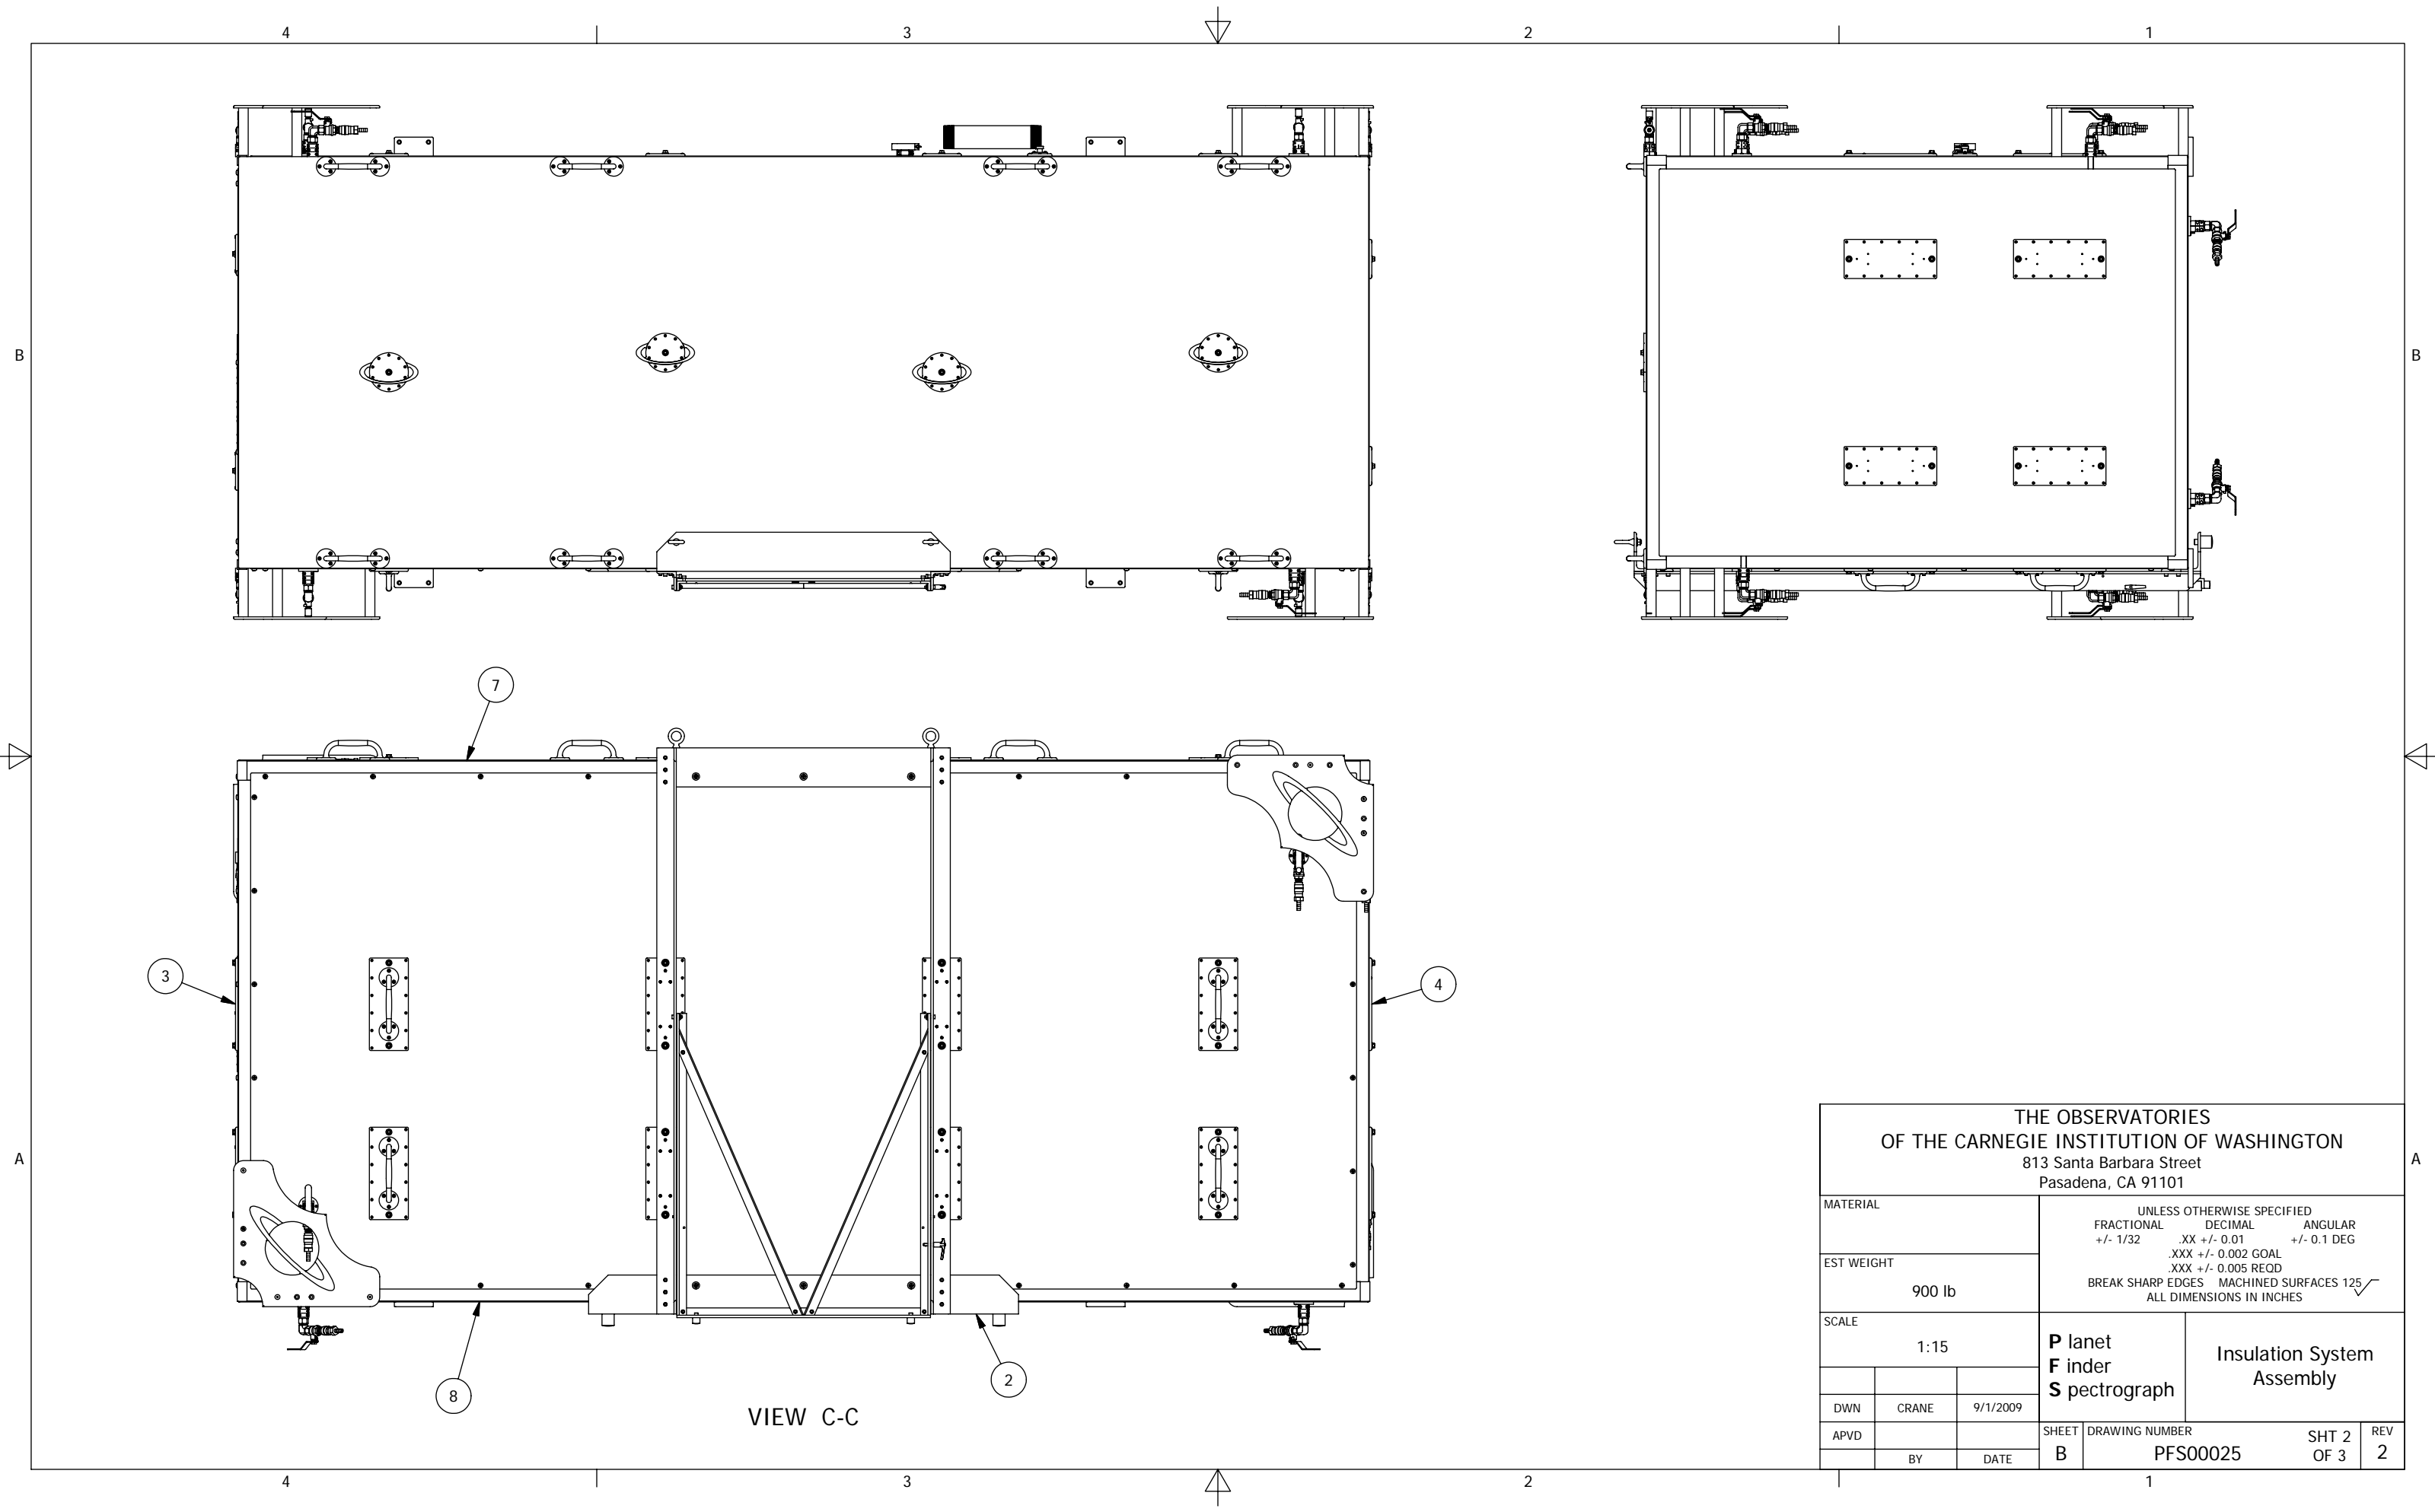 4 3 2 1
B B
7
3 4
A A
8 2
VIEW C-C
THE OBSERVATORIES
OF THE CARNEGIE INSTITUTION OF WASHINGTON
813 Santa Barbara Street
Pasadena, CA 91101
MATERIAL
UNLESS OTHERWISE SPECIFIED
FRACTIONAL DECIMAL ANGULAR
+/- 1/32 .XX +/- 0.01 +/- 0.1 DEG
.XXX +/- 0.002 GOAL
.XXX +/- 0.005 REQD
BREAK SHARP EDGES MACHINED SURFACES 125
ALL DIMENSIONS IN INCHES
EST WEIGHT
900 lb
SCALE
1:15
P lanet
F inder
S pectrograph
Insulation System
Assembly
DWN CRANE 9/1/2009
APVD
BY DATE
SHEET DRAWING NUMBER SHT 2 REV
B PFS00025 OF 3 2
4 3 2 1